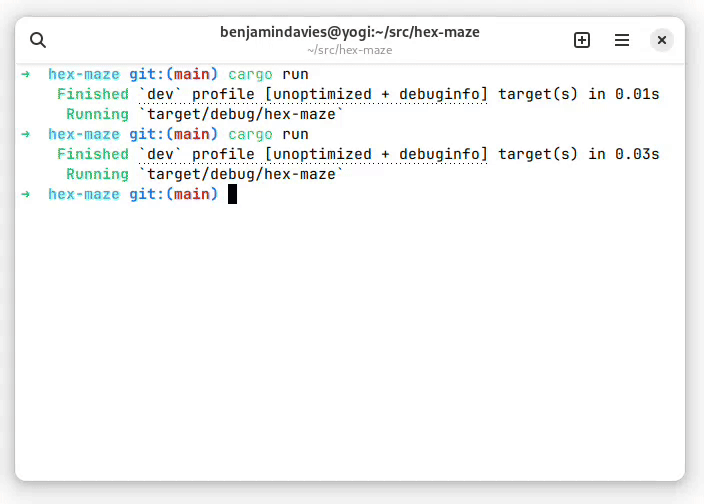 benjamindavies@yogi:~/src/hex-maze
~/src/hex-maze
→ hex-maze git:(main) cargo run
Finished `dev` profile [unoptimized + debuginfo] target(s) in 0.01s
Running `target/debug/hex-maze`
→ hex-maze git:(main) cargo run
Finished `dev` profile [unoptimized + debuginfo] target(s) in 0.03s
Running `target/debug/hex-maze`
→ hex-maze git:(main)